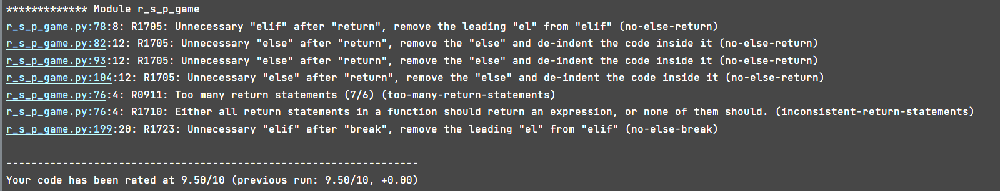 ************* Module r_s_p_game
r_s_p_game.py:78:8: R1705: Unnecessary "elif" after "return", remove the leading "el" from "elif" (no-else-return)
r_s_p_game.py:82:12: R1705: Unnecessary "else" after "return", remove the "else" and de-indent the code inside it (no-else-return)
r_s_p_game.py:93:12: R1705: Unnecessary "else" after "return", remove the "else" and de-indent the code inside it (no-else-return)
r_s_p_game.py:104:12: R1705: Unnecessary "else" after "return", remove the "else" and de-indent the code inside it (no-else-return)
r_s_p_game.py:76:4: R0911: Too many return statements (7/6) (too-many-return-statements)
r_s_p_game.py:76:4: R1710: Either all return statements in a function should return an expression, or none of them should. (inconsistent-return-statements)
r_s_p_game.py:199:20: R1723: Unnecessary "elif" after "break", remove the leading "el" from "elif" (no-else-break)
------------------------------------------------------------------
Your code has been rated at 9.50/10 (previous run: 9.50/10, +0.00)